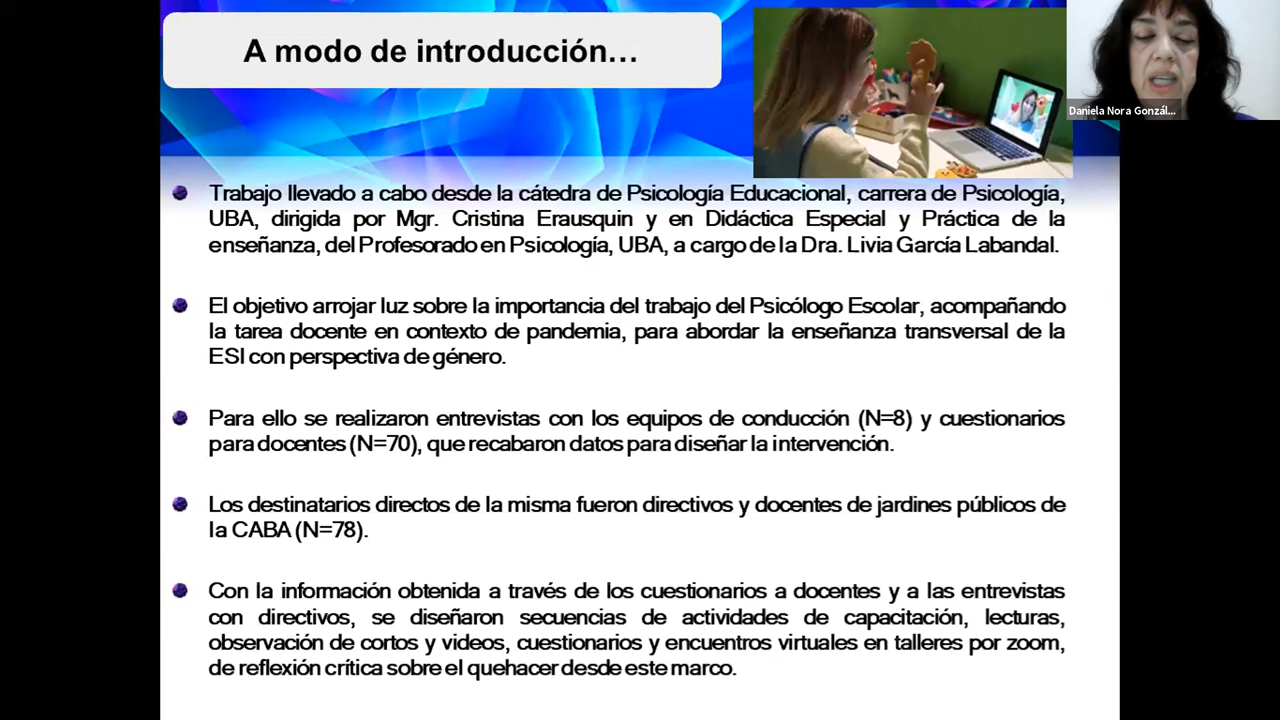 A modo de introducción...
Daniela Nora Gonzál...
Trabajo llevado a cabo desde la cátedra de Psicología Educacional, carrera de Psicología,
UBA, dirigida por Mgr. Cristina Erausquin y en Didáctica Especial y Práctica de la
enseñanza, del Profesorado en Psicología, UBA, a cargo de la Dra. Livia García Labandal.
El objetivo arrojar luz sobre la importancia del trabajo del Psicólogo Escolar, acompañando
la tarea docente en contexto de pandemia, para abordar la enseñanza transversal de la
ESI con perspectiva de género.
Para ello se realizaron entrevistas con los equipos de conducción (N=8) y cuestionarios
para docentes (N=70), que recabaron datos para diseñar la intervención.
Los destinatarios directos de la misma fueron directivos y docentes de jardines públicos de
la CABA (N=78).
Con la información obtenida a través de los cuestionarios a docentes y a las entrevistas
con directivos, se diseñaron secuencias de actividades de capacitación, lecturas,
observación de cortos y videos, cuestionarios y encuentros virtuales en talleres por zoom,
de reflexión crítica sobre el quehacer desde este marco.